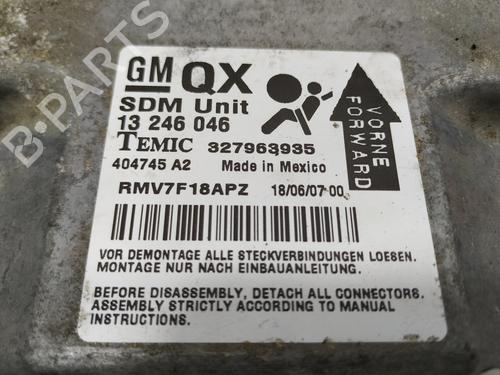 GM QX
SDM Unit
13 246 046
TEMIC 327963935
404745 A2 Made in Mexico
RMV7F18APZ 18/06/07 00
VORNE
FORWARD
VOR DEMONTAGE ALLE STECKVERBINDUNGEN LOESEN.
MONTAGE NUR NACH EINBAUANLEITUNG.
BEFORE DISASSEMBLY, DETACH ALL CONNECTORS.
ASSEMBLY STRICTLY ACCORDING TO MANUAL
INSTRUCTIONS.
B-PARTS